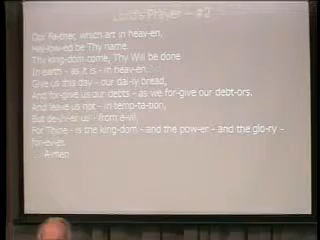 Lord's Prayer - #2
Our Fa-ther, which art in heav-en,
Hal-low-ed be Thy name.
Thy king-dom come, Thy Will be done
In earth - as it is - in heav-en.
Give us this day - our dai-ly bread,
And for-give us our debts - as we for-give our debt-ors.
And leave us not - in temp-ta-tion,
But de-liv-er us - from e-vil.
For Thine - is the king-dom - and the pow-er - and the glo-ry -
for-ev-er.
A-men